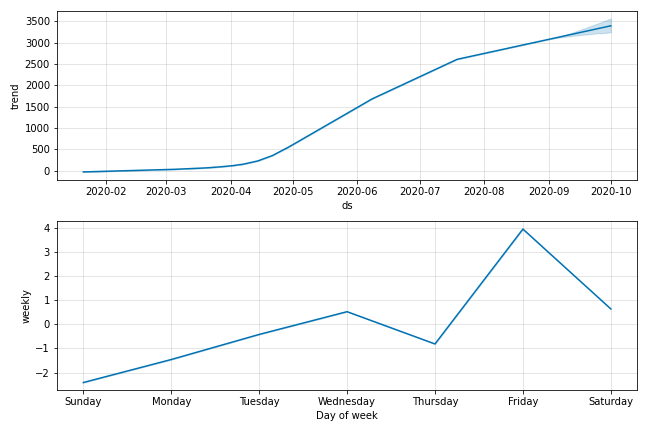 3500
3000
2500
2000
1500
1000
500
0
trend
2020-02 2020-03 2020-04 2020-05 2020-06 2020-07 2020-08 2020-09 2020-10
ds
4
3
2
1
0
−1
−2
weekly
Sunday Monday Tuesday Wednesday Thursday Friday Saturday
Day of week